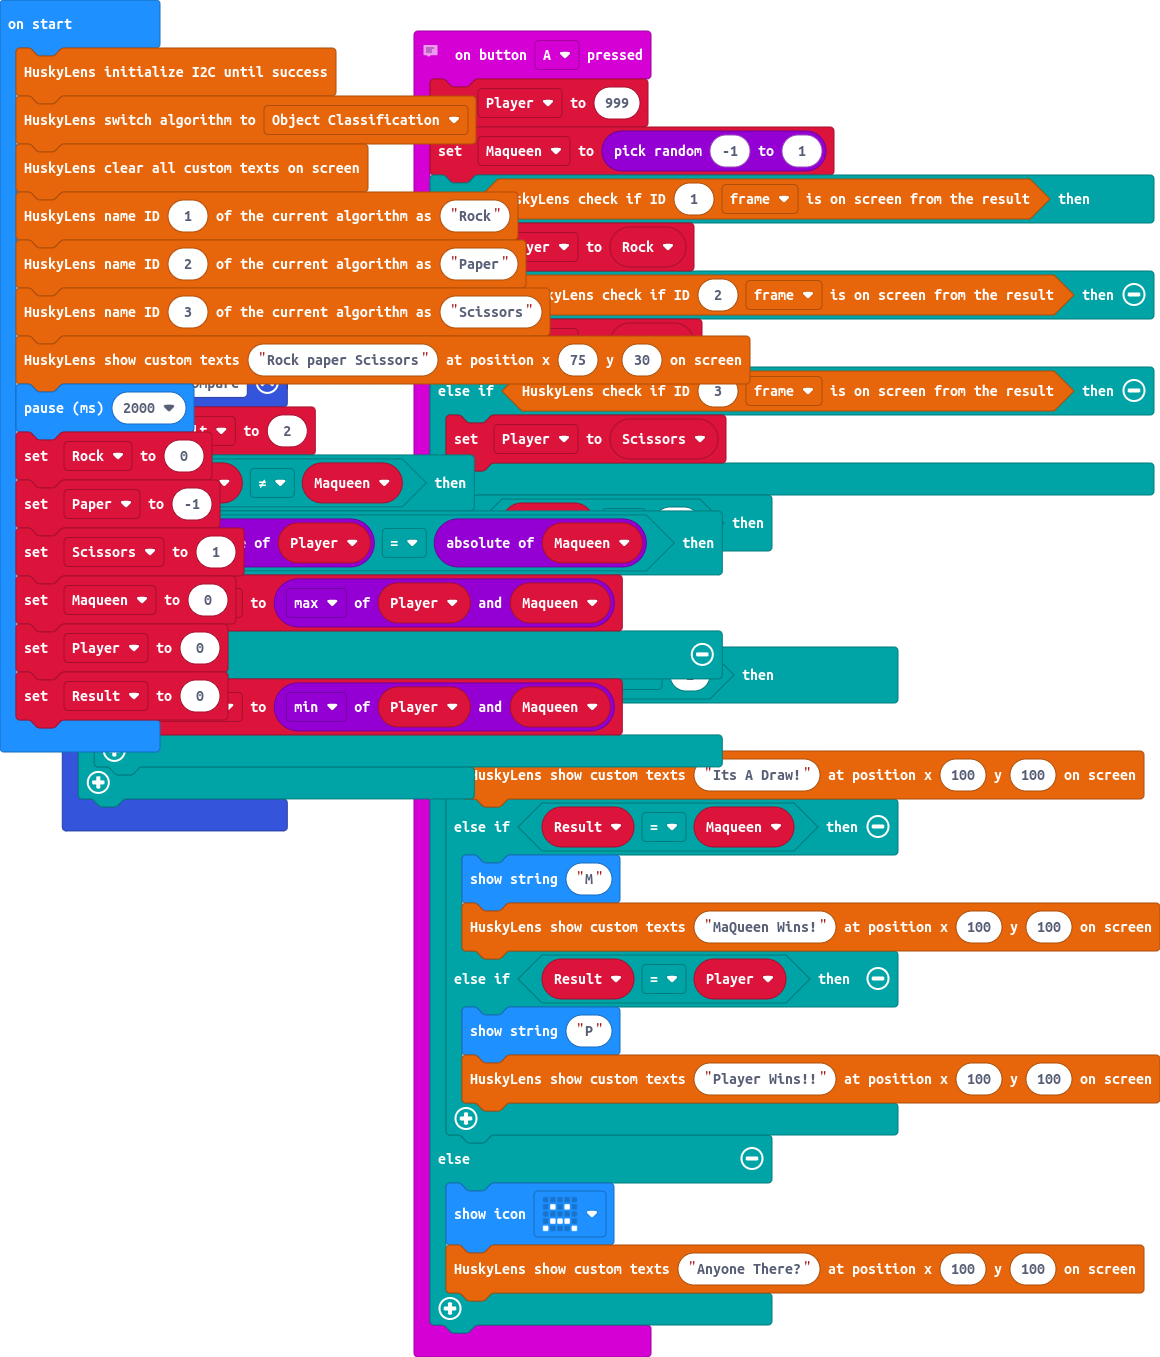 on start
HuskyLens initialize I2C until success
HuskyLens switch algorithm to Object Classification
HuskyLens clear all custom texts on screen
HuskyLens name ID 1 of the current algorithm as "Rock"
HuskyLens name ID 2 of the current algorithm as "Paper"
HuskyLens name ID 3 of the current algorithm as "Scissors"
HuskyLens show custom texts "Rock paper Scissors" at position x 75 y 30 on screen
pause (ms) 2000
set Rock to 0
set Paper to -1
set Scissors to 1
set Maqueen to 0
set Player to 0
set Result to 0
to 2
≠ Maqueen then
of Player = absolute of Maqueen then
to max of Player and Maqueen
to min of Player and Maqueen
on button A pressed
Player to 999
set Maqueen to pick random -1 to 1
check if ID 1 frame is on screen from the result then
to Rock
check if ID 2 frame is on screen from the result then
else if HuskyLens check if ID 3 frame is on screen from the result then
set Player to Scissors
then
then
HuskyLens show custom texts "Its A Draw!" at position x 100 y 100 on screen
else if Result = Maqueen then
show string "M"
HuskyLens show custom texts "MaQueen Wins!" at position x 100 y 100 on screen
else if Result = Player then
show string "P"
HuskyLens show custom texts "Player Wins!!" at position x 100 y 100 on screen
else
show icon
HuskyLens show custom texts "Anyone There?" at position x 100 y 100 on screen